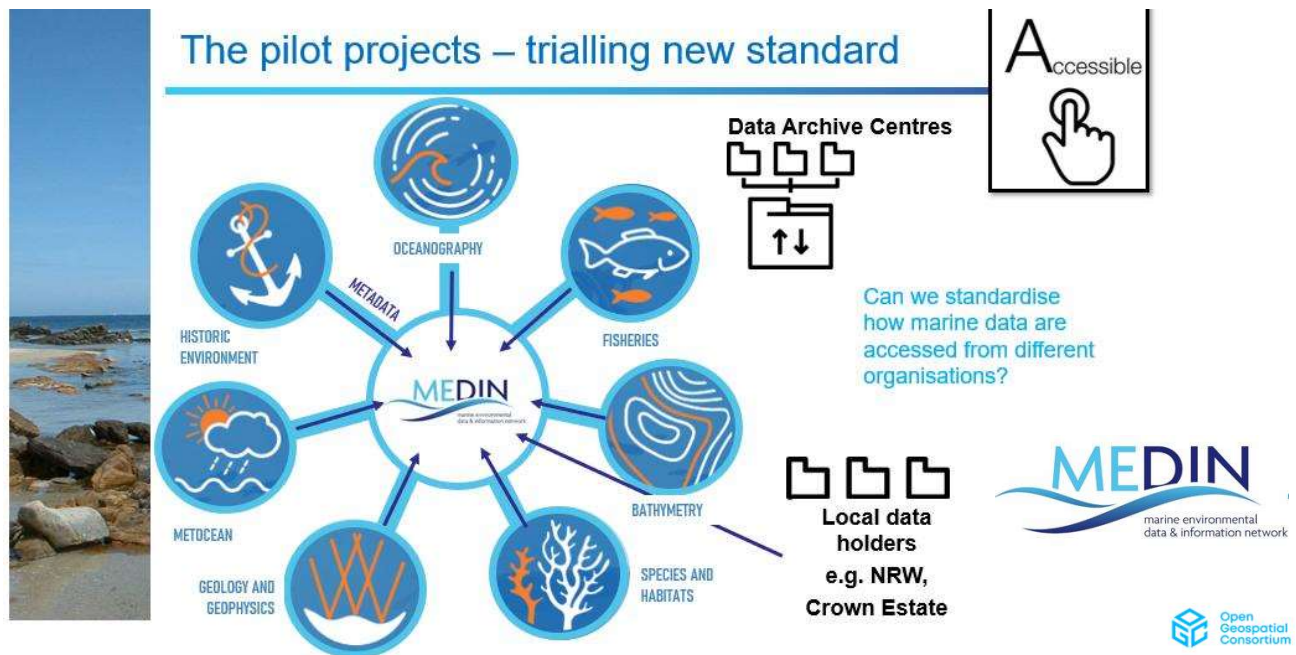 The pilot projects – trialling new standard
Accessible
Data Archive Centres
OCEANOGRAPHY
METADATA
HISTORIC
ENVIRONMENT
FISHERIES
Can we standardise
how marine data are
accessed from different
organisations?
MEDIN
marine environmental
data & information network
METOCEAN
BATHYMETRY
MEDIN
marine environmental
data & information network
Local data
holders
e.g. NRW,
Crown Estate
GEOLOGY AND
GEOPHYSICS
SPECIES AND
HABITATS
OGC
Open
Geospatial
Consortium